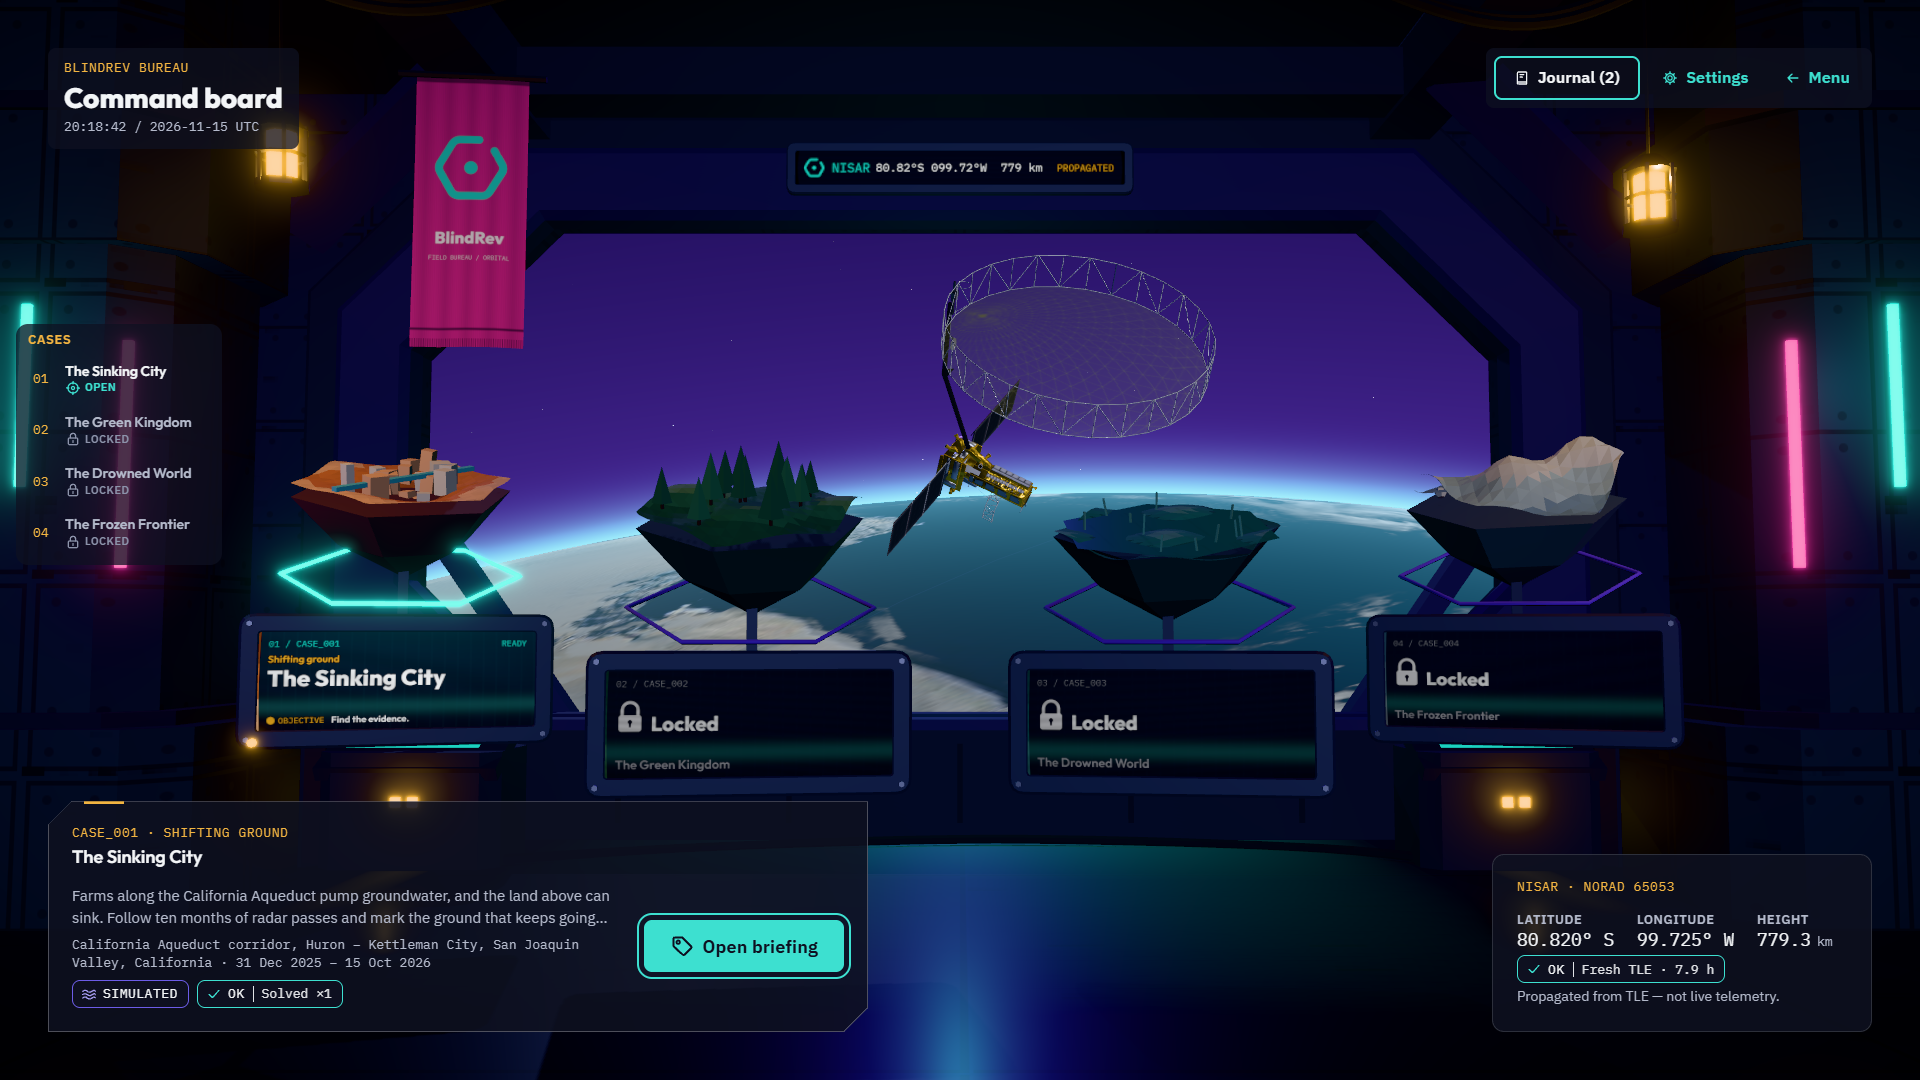 BLINDREV BUREAU
Command board
20:18:42 / 2026-11-15 UTC
Journal (2)
Settings
Menu
BlindRev
FIELD BUREAU / ORBITAL
NISAR 80.82°S 099.72°W 779 km PROPAGATED
CASES
01 The Sinking City
OPEN
02 The Green Kingdom
LOCKED
03 The Drowned World
LOCKED
04 The Frozen Frontier
LOCKED
01 / CASE_001 READY
Shifting ground
The Sinking City
OBJECTIVE Find the evidence.
02 / CASE_002
Locked
The Green Kingdom
03 / CASE_003
Locked
The Drowned World
04 / CASE_004
Locked
The Frozen Frontier
CASE_001 · SHIFTING GROUND
The Sinking City
Farms along the California Aqueduct pump groundwater, and the land above can
sink. Follow ten months of radar passes and mark the ground that keeps going...
California Aqueduct corridor, Huron – Kettleman City, San Joaquin
Valley, California · 31 Dec 2025 – 15 Oct 2026
SIMULATED
OK | Solved ×1
Open briefing
NISAR · NORAD 65053
LATITUDE LONGITUDE HEIGHT
80.820° S 99.725° W 779.3 km
OK | Fresh TLE · 7.9 h
Propagated from TLE — not live telemetry.